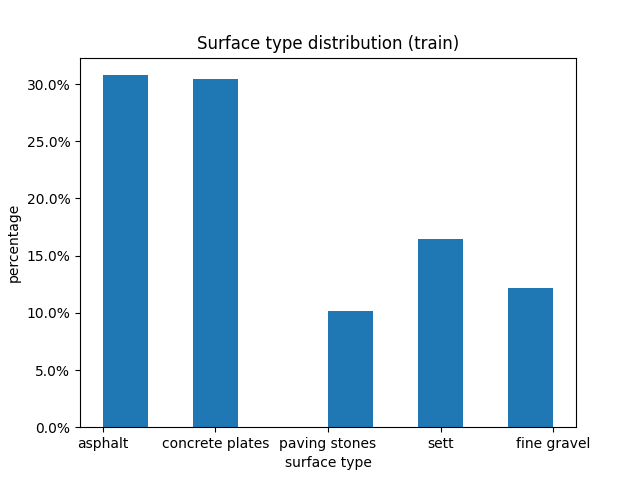 Surface type distribution (train)
30.0%
25.0%
20.0%
15.0%
10.0%
5.0%
0.0%
percentage
asphalt concrete plates paving stones sett fine gravel
surface type